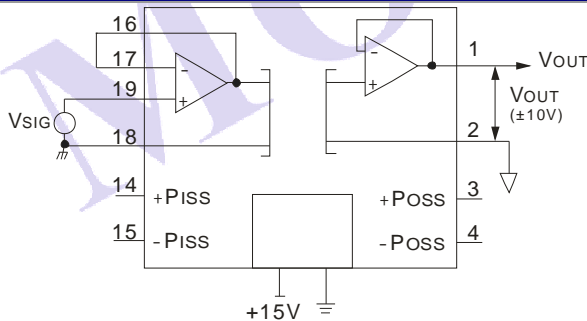 16
17
19
18
VSIG
14 +PISS
15 -PISS
+15V
1 VOUT
VOUT
(±10V)
2
+POSS 3
-POSS 4
- +
- +